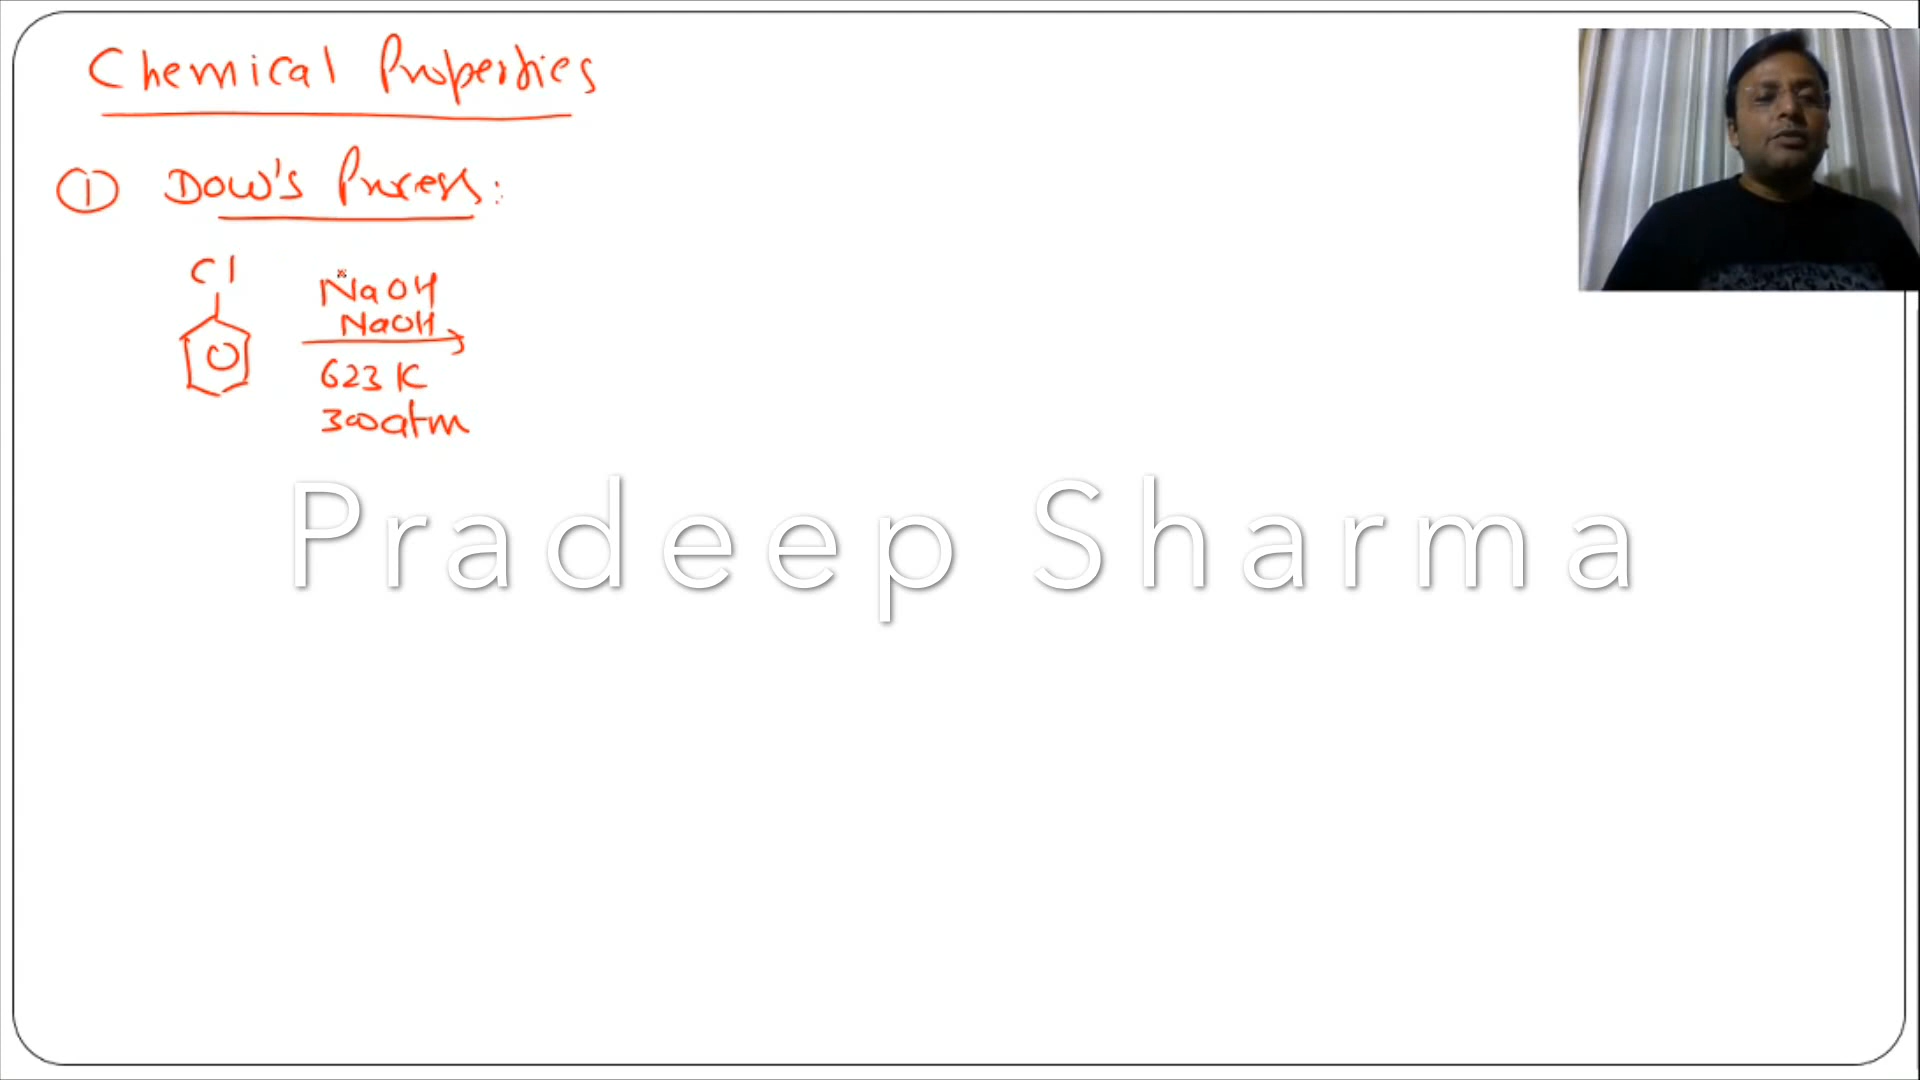 Chemical Properties
① Dow's Process:
Cl
NaOH
NaOH
623 K
300atm
Pradeep Sharma